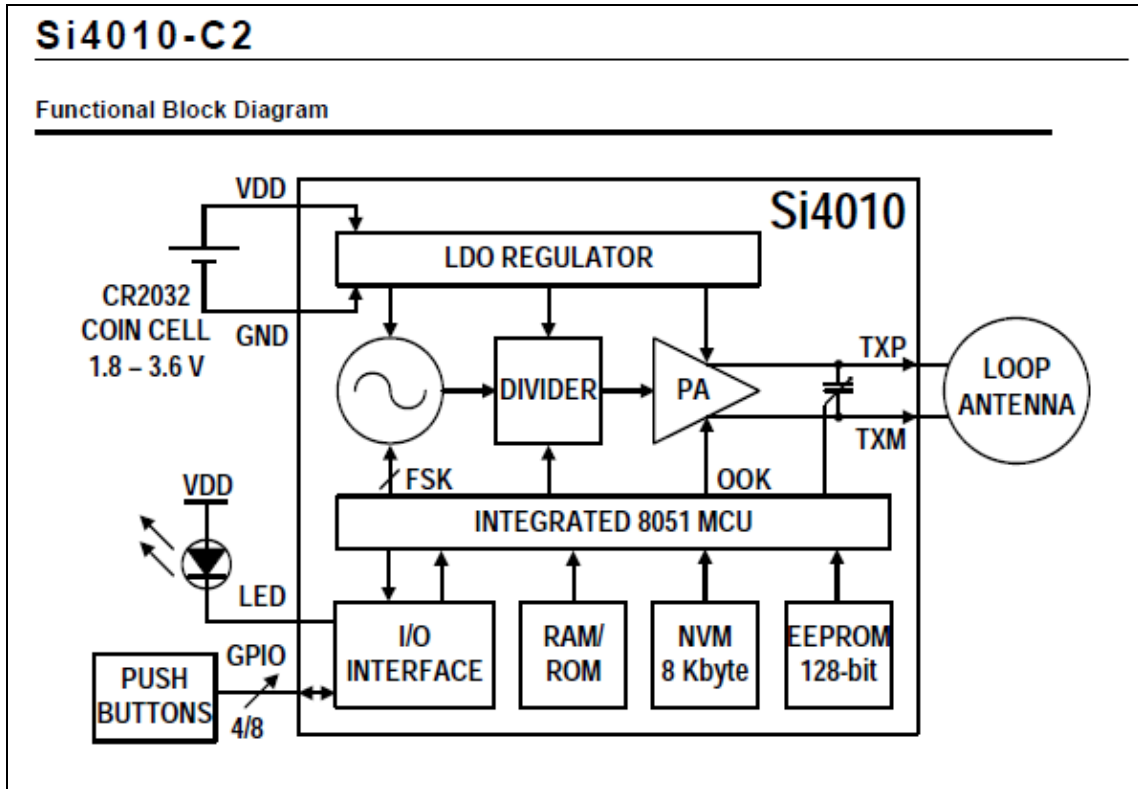 Si4010-C2
Functional Block Diagram
VDD
Si4010
LDO REGULATOR
CR2032
COIN CELL
1.8 – 3.6 V
GND
DIVIDER
PA
TXP
TXM
LOOP
ANTENNA
FSK
OOK
INTEGRATED 8051 MCU
VDD
LED
I/O
INTERFACE
RAM/
ROM
NVM
8 Kbyte
EEPROM
128-bit
GPIO
4/8
PUSH
BUTTONS